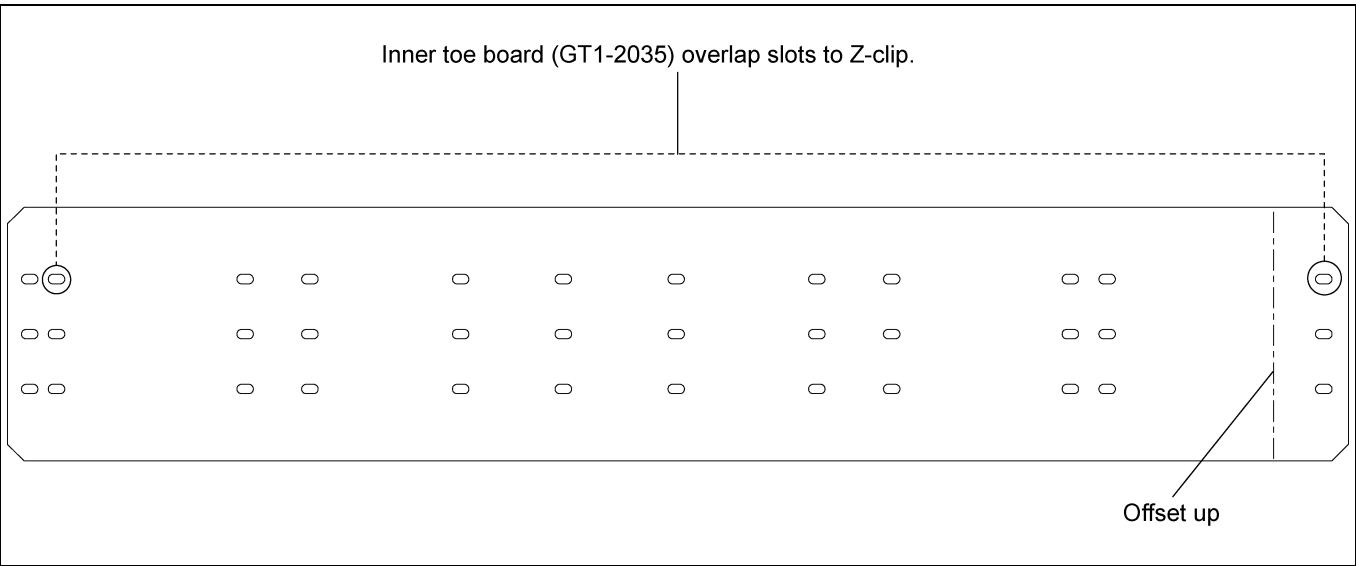 Inner toe board (GT1-2035) overlap slots to Z-clip.
Offset up